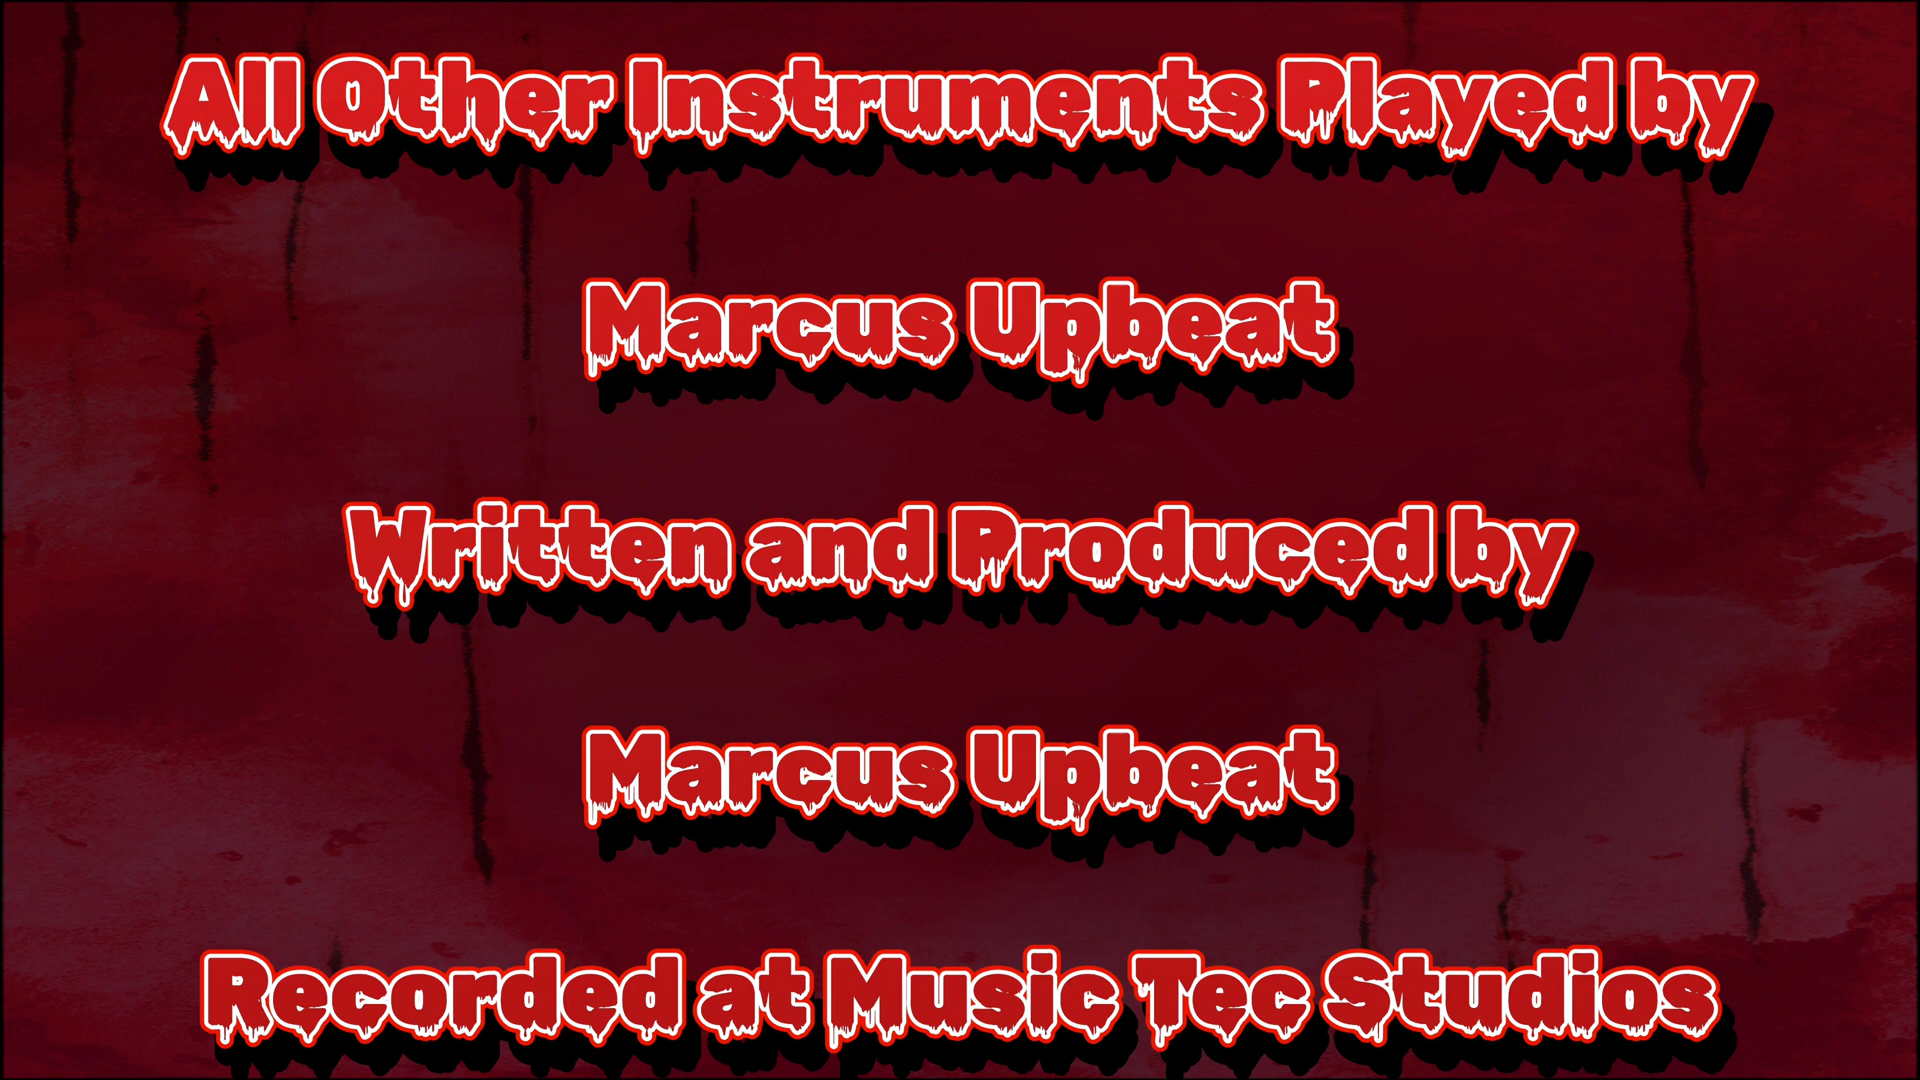 All Other Instruments Played by
Marcus Upbeat
Written and Produced by
Marcus Upbeat
Recorded at Music Tec Studios